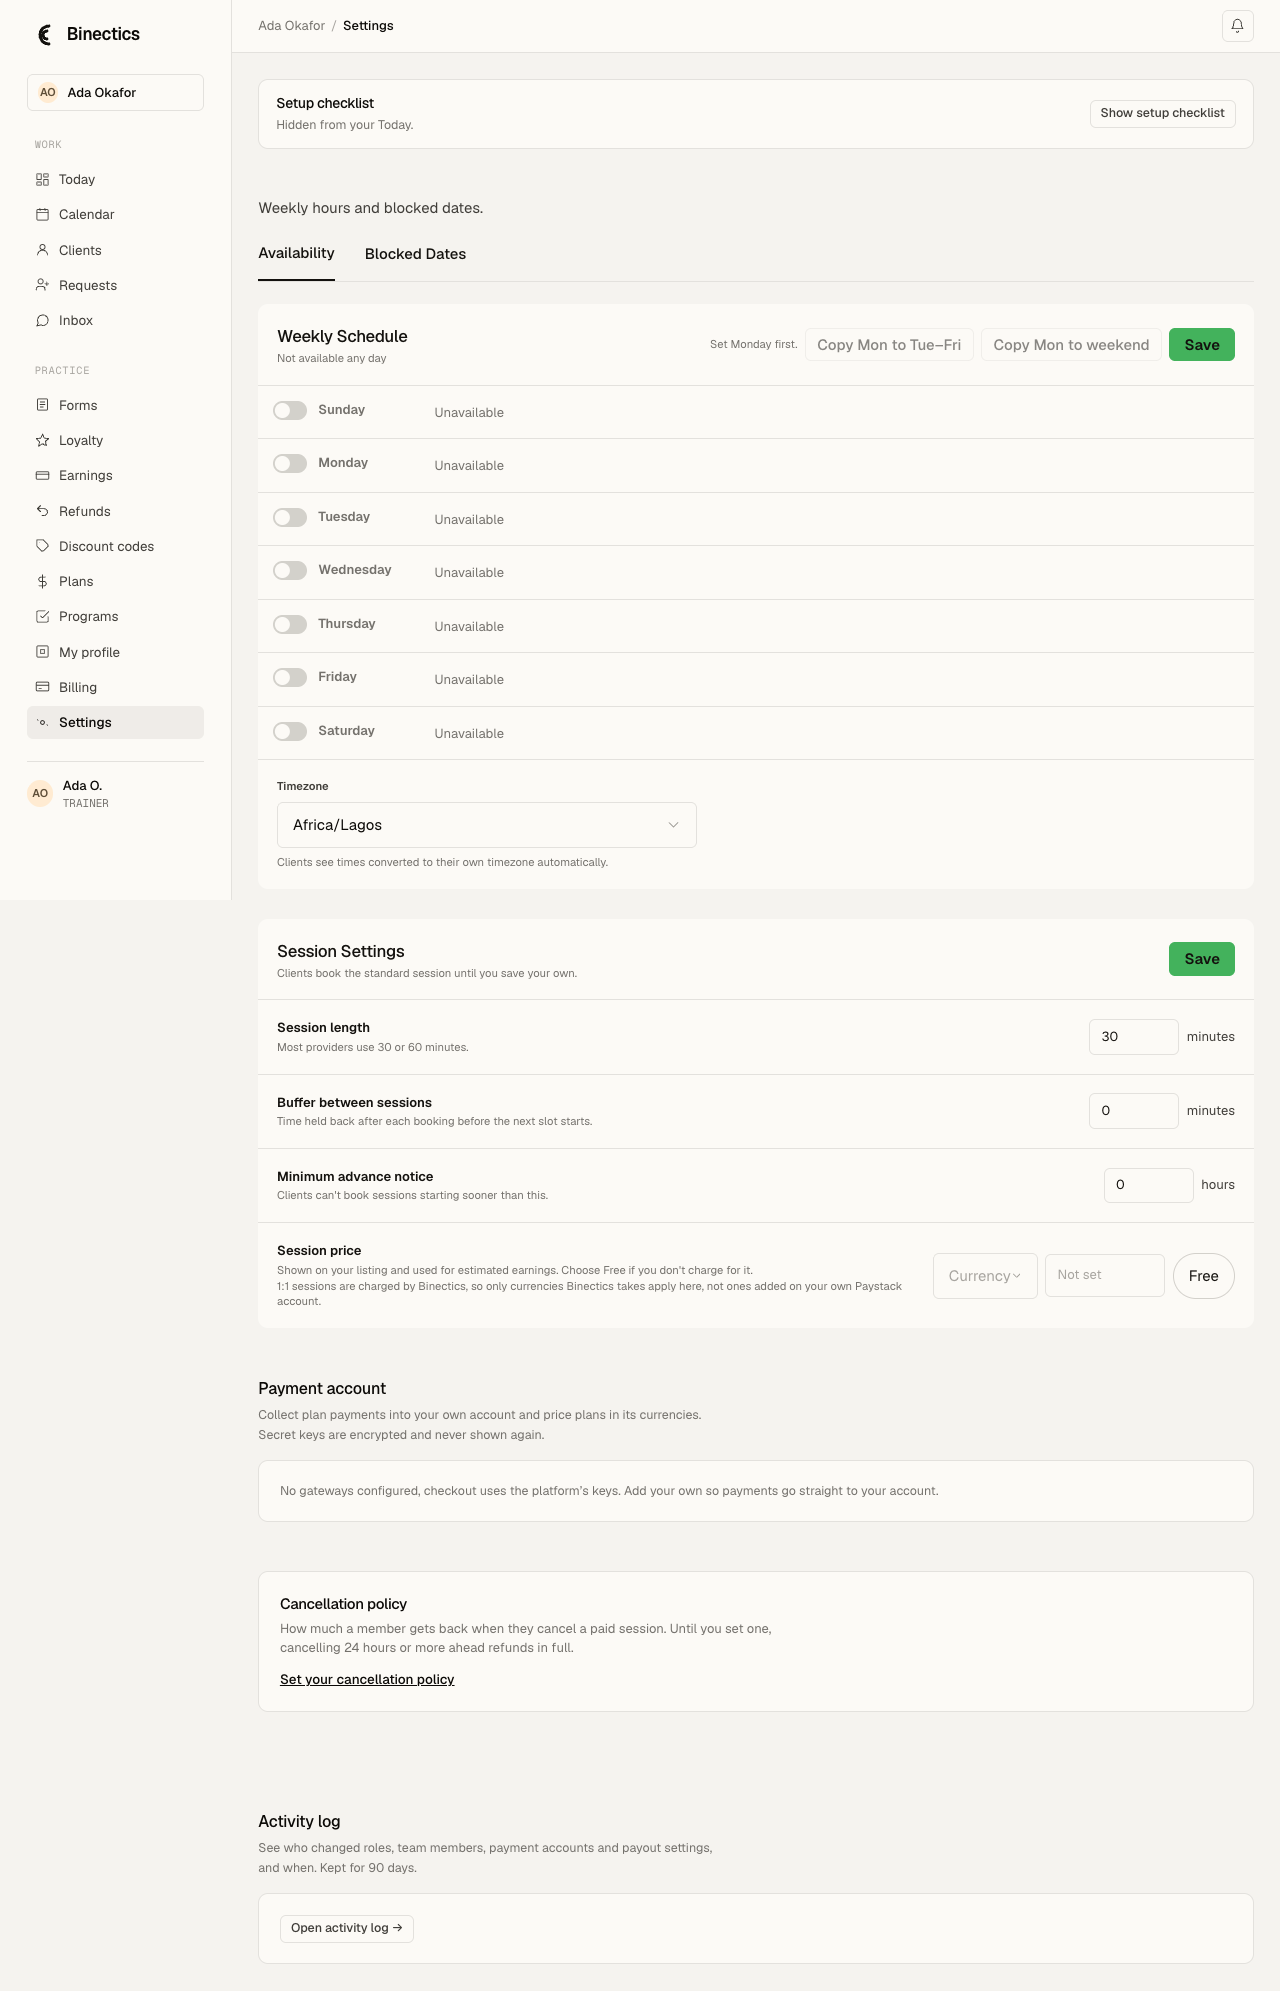 Binectics
AO Ada Okafor
WORK
Today
Calendar
Clients
Requests
Inbox
PRACTICE
Forms
Loyalty
Earnings
Refunds
Discount codes
Plans
Programs
My profile
Billing
Settings
AO Ada O.
TRAINER
Ada Okafor / Settings
Setup checklist
Hidden from your Today.
Show setup checklist
Weekly hours and blocked dates.
Availability Blocked Dates
Weekly Schedule
Not available any day
Set Monday first. Copy Mon to Tue–Fri Copy Mon to weekend Save
Sunday Unavailable
Monday Unavailable
Tuesday Unavailable
Wednesday Unavailable
Thursday Unavailable
Friday Unavailable
Saturday Unavailable
Timezone
Africa/Lagos
Clients see times converted to their own timezone automatically.
Session Settings
Clients book the standard session until you save your own.
Save
Session length
Most providers use 30 or 60 minutes.
30 minutes
Buffer between sessions
Time held back after each booking before the next slot starts.
0 minutes
Minimum advance notice
Clients can't book sessions starting sooner than this.
0 hours
Session price
Shown on your listing and used for estimated earnings. Choose Free if you don't charge for it.
1:1 sessions are charged by Binectics, so only currencies Binectics takes apply here, not ones added on your own Paystack
account.
Currency Not set Free
Payment account
Collect plan payments into your own account and price plans in its currencies.
Secret keys are encrypted and never shown again.
No gateways configured, checkout uses the platform's keys. Add your own so payments go straight to your account.
Cancellation policy
How much a member gets back when they cancel a paid session. Until you set one,
cancelling 24 hours or more ahead refunds in full.
Set your cancellation policy
Activity log
See who changed roles, team members, payment accounts and payout settings,
and when. Kept for 90 days.
Open activity log →